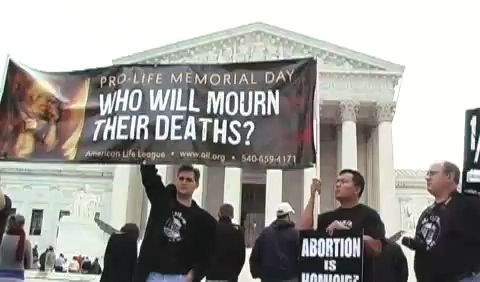 PRO-LIFE MEMORIAL DAY
WHO WILL MOURN
THEIR DEATHS?
American Life League • www.all.org • 540-659-4171
ABORTION
IS
HOMICIDE